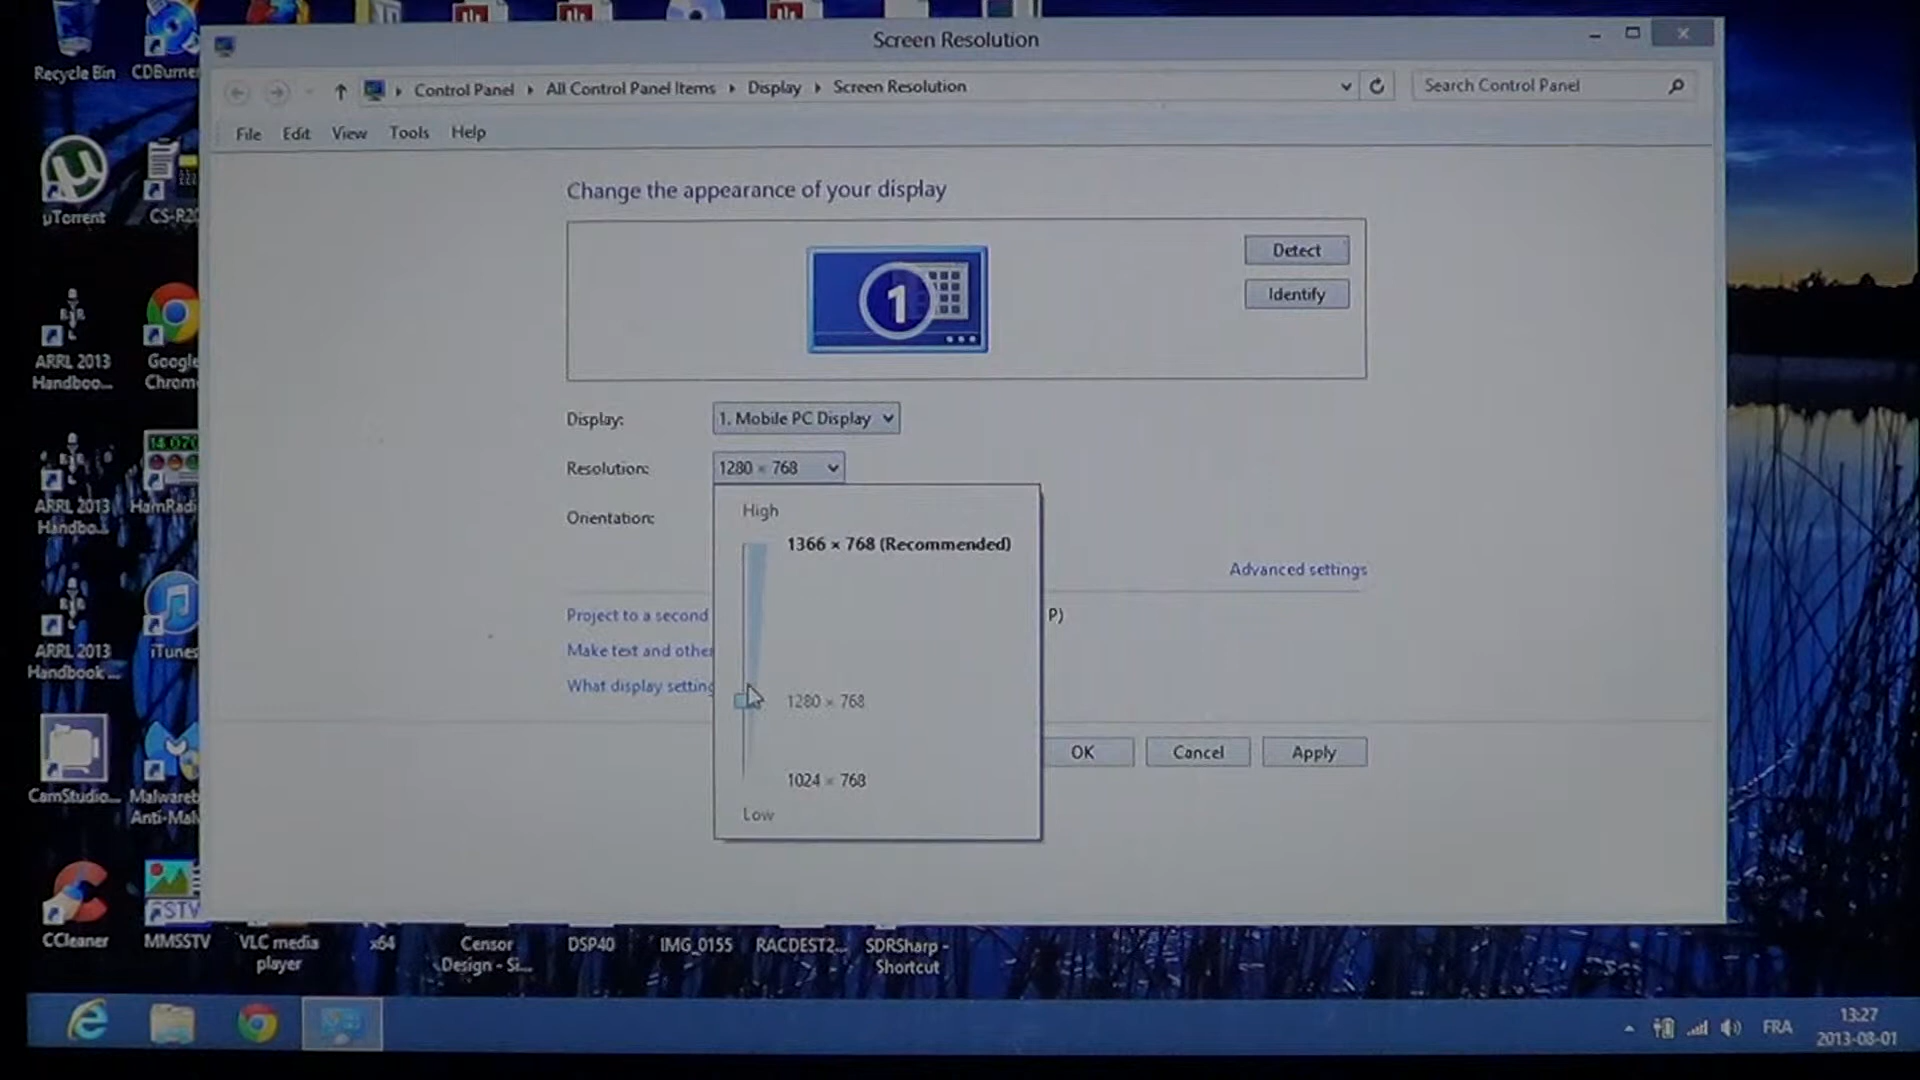 Screen Resolution
Control Panel
All Control Panel Items
Display
Screen Resolution
Search Control Panel
File Edit View Tools Help
Change the appearance of your display
1
Detect
Identify
Display:
1. Mobile PC Display
Resolution:
1280 × 768
Orientation:
High
1366 × 768 (Recommended)
1280 × 768
1024 × 768
Low
Advanced settings
Project to a second
P)
Make text and other
What display setting
OK
Cancel
Apply
Recycle Bin
CDBurner
µTorrent
CS-R20
ARRL 2013
Handboo...
Google
Chrom
14.070
ARRL 2013
Handbo...
HamRadi
ARRL 2013
Handbook ...
iTunes
CamStudio...
Malwareb
Anti-Mal
CCleaner
SSTV
MMSSTV
VLC media
player
x64
Censor
Design - Si...
DSP40
IMG_0155
RACDEST2...
SDRSharp -
Shortcut
FRA
13:27
2013-08-01